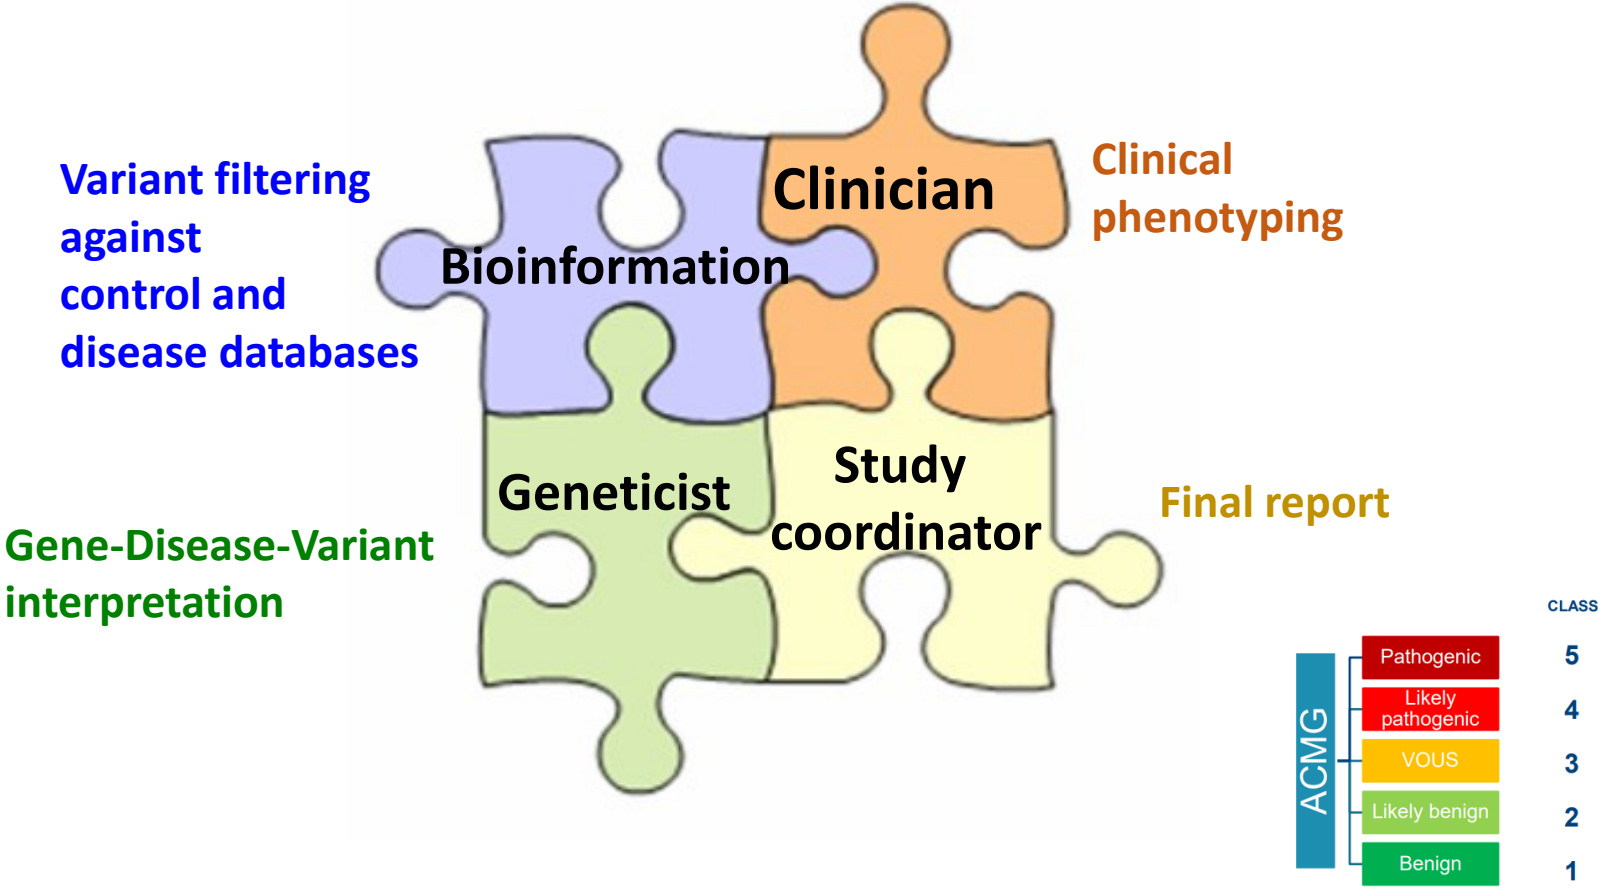 Variant filtering
against
control and
disease databases
Bioinformation
Clinician
Clinical
phenotyping
Gene-Disease-Variant
interpretation
Geneticist
Study
coordinator
Final report
CLASS
ACMG
Pathogenic 5
Likely
pathogenic 4
VOUS 3
Likely benign 2
Benign 1